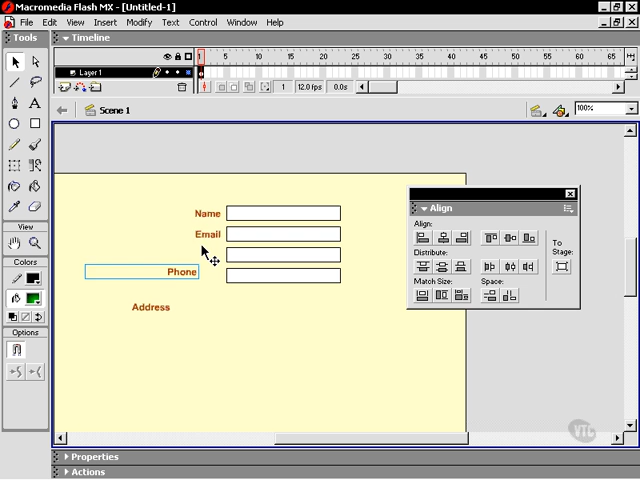 Macromedia Flash MX - [Untitled-1]
File Edit View Insert Modify Text Control Window Help
Tools
Timeline
1 5 10 15 20 25 30 35 40 45 50 55 60 65
Layer 1
1 12.0 fps 0.0s
Scene 1
100%
View
Colors
Options
Name
Email
Phone
Address
Align
Align:
To
Stage:
Distribute:
Match Size: Space:
VTC
Properties
Actions